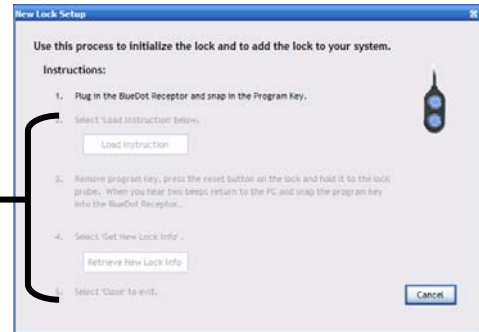 New Lock Setup
Use this process to initialize the lock and to add the lock to your system.
Instructions:
1. Plug in the BlueDot Receptor and snap in the Program Key.
2. Select 'Load Instruction' below.
Load Instruction
3. Remove program key, press the reset button on the lock and hold it to the lock
probe. When you hear two beeps return to the PC and snap the program key
into the BlueDot Receptor.
4. Select 'Get New Lock Info'.
Retrieve New Lock Info
5. Select 'Close' to exit.
Cancel